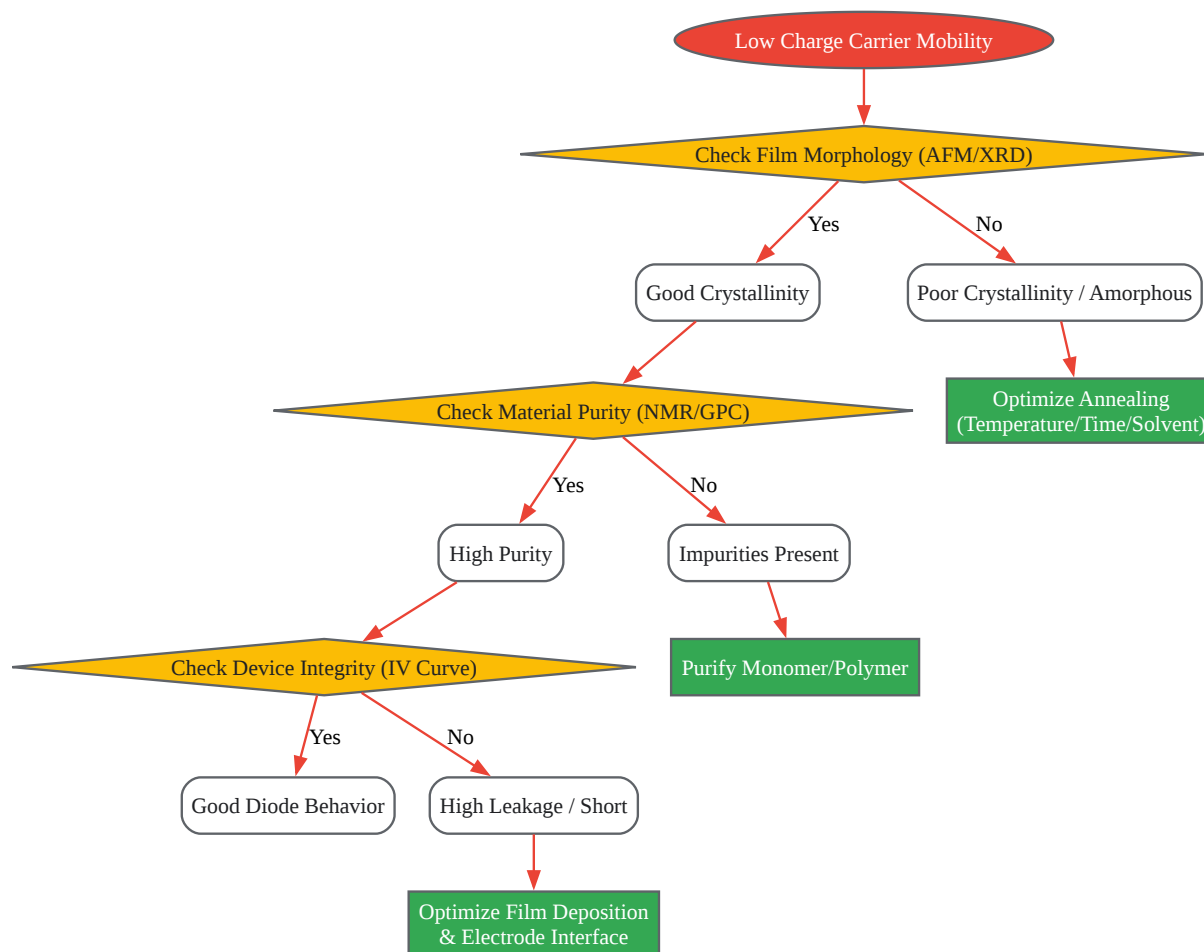 Low Charge Carrier Mobility
Check Film Morphology (AFM/XRD)
Yes
No
Good Crystallinity
Poor Crystallinity / Amorphous
Check Material Purity (NMR/GPC)
Optimize Annealing
(Temperature/Time/Solvent)
Yes
No
High Purity
Impurities Present
Check Device Integrity (IV Curve)
Purify Monomer/Polymer
Yes
No
Good Diode Behavior
High Leakage / Short
Optimize Film Deposition
& Electrode Interface